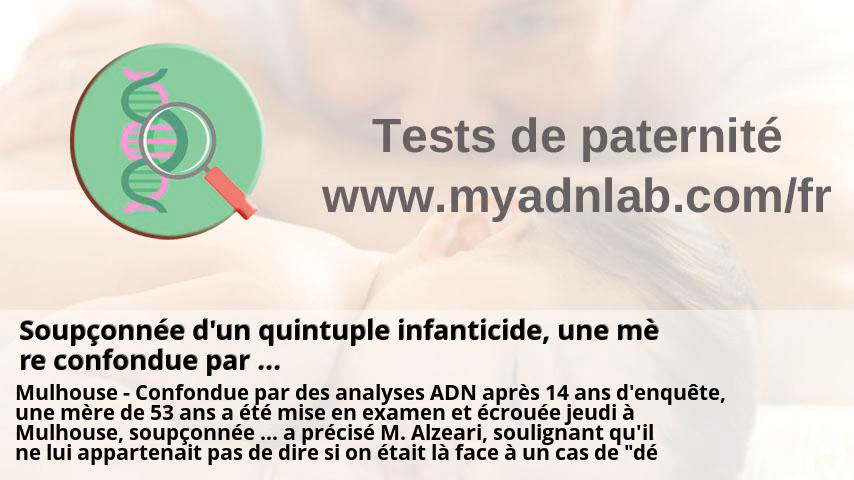 Tests de paternité
www.myadnlab.com/fr
Soupçonnée d'un quintuple infanticide, une mè
re confondue par ...
Mulhouse - Confondue par des analyses ADN après 14 ans d'enquête,
une mère de 53 ans a été mise en examen et écrouée jeudi à
Mulhouse, soupçonnée ... a précisé M. Alzeari, soulignant qu'il
ne lui appartenait pas de dire si on était là face à un cas de "dé